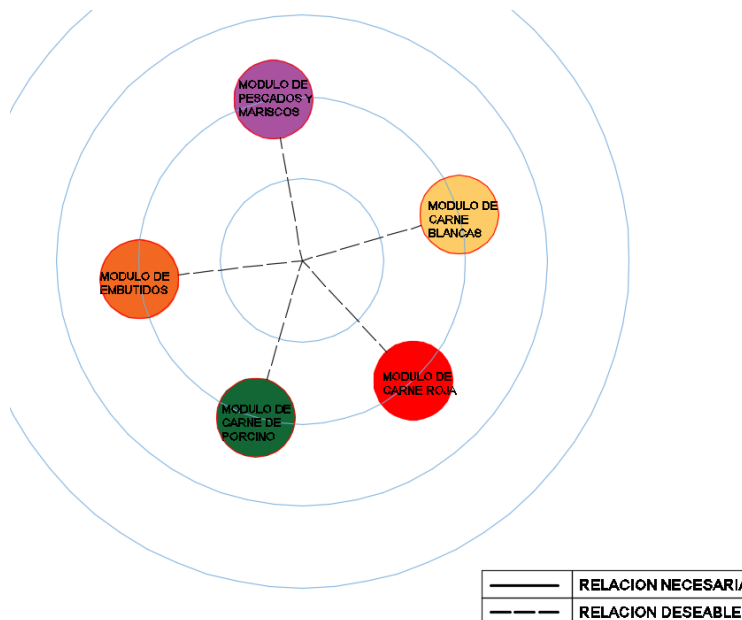 MODULO DE
PESCADOS Y
MARISCOS
MODULO DE
CARNE
BLANCAS
MODULO DE
EMBUTIDOS
MODULO DE
CARNE ROJA
MODULO DE
CARNE DE
PORCINO
RELACION NECESARIA
RELACION DESEABLE